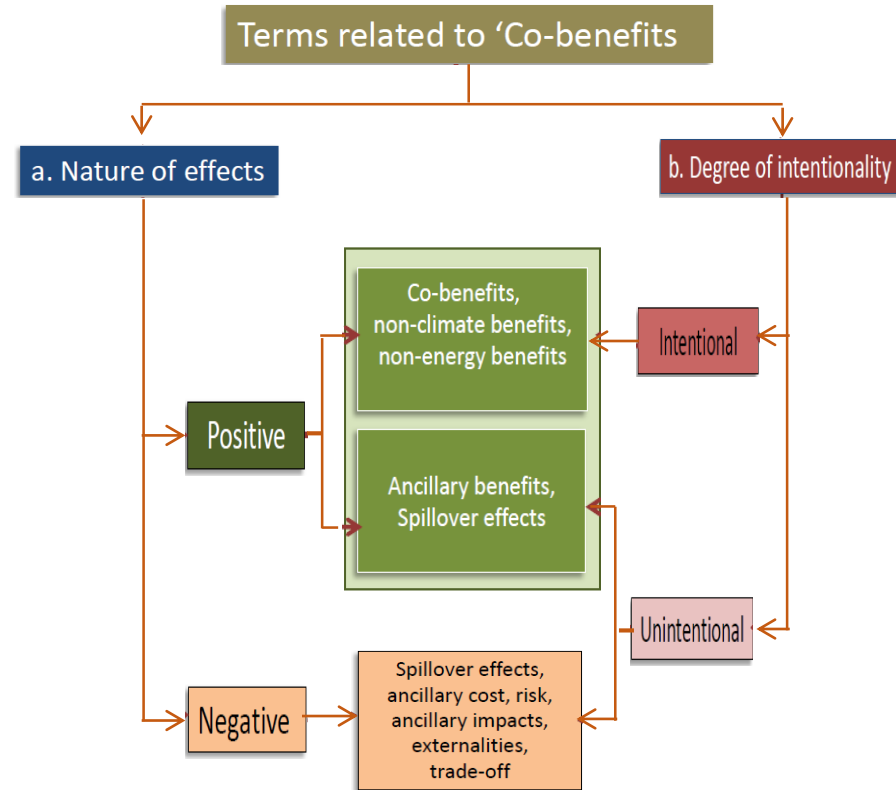 Terms related to ‘Co-benefits
a. Nature of effects
b. Degree of intentionality
Co-benefits,
non-climate benefits,
non-energy benefits
Intentional
Positive
Ancillary benefits,
Spillover effects
Unintentional
Negative
Spillover effects,
ancillary cost, risk,
ancillary impacts,
externalities,
trade-off